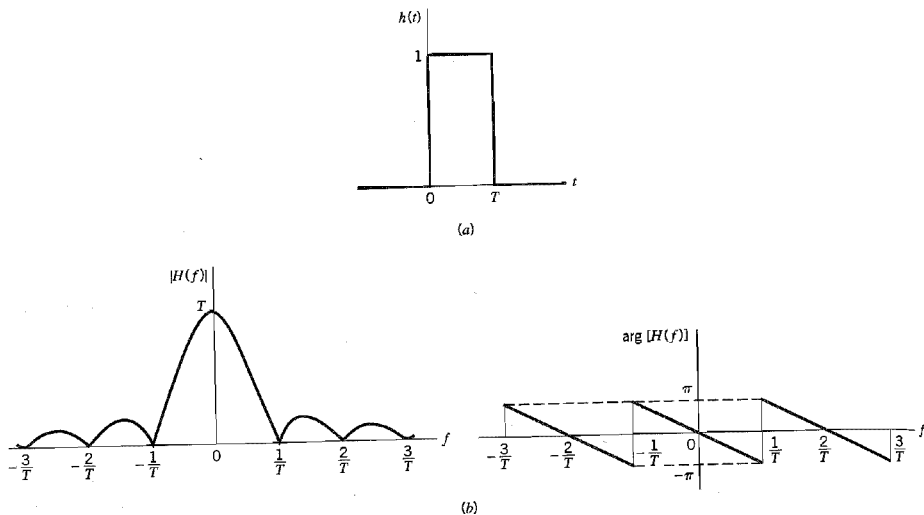 h(t)
1
0
T
t
(a)
|H(f)|
T
-3/T
-2/T
-1/T
0
1/T
2/T
3/T
f
arg [H(f)]
π
-3/T
-2/T
-1/T
0
1/T
2/T
3/T
f
-π
(b)